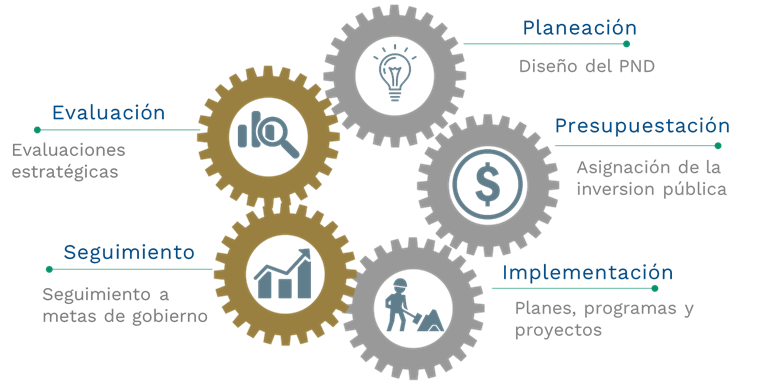 Planeación
Diseño del PND
Evaluación
Evaluaciones
estratégicas
Presupuestación
Asignación de la
inversion pública
$
Seguimiento
Seguimiento a
metas de gobierno
Implementación
Planes, programas y
proyectos